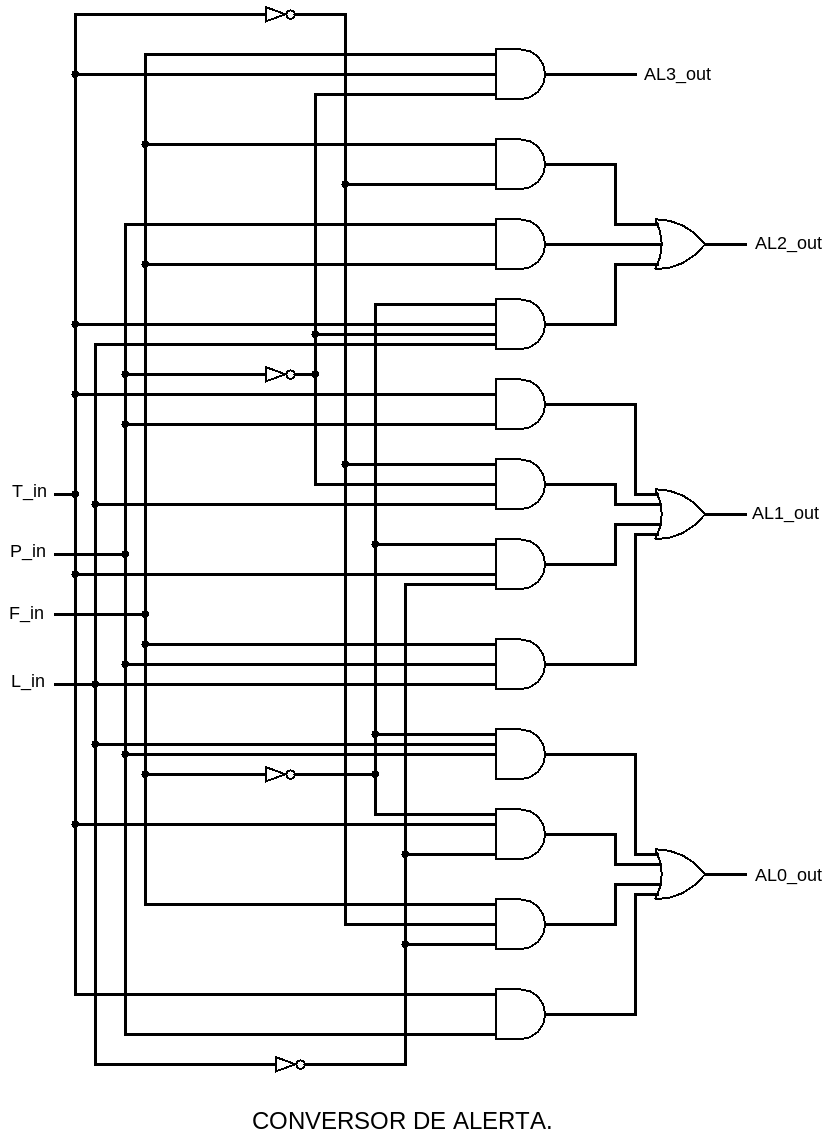 AL3_out
AL2_out
T_in
AL1_out
P_in
F_in
L_in
AL0_out
CONVERSOR DE ALERTA.